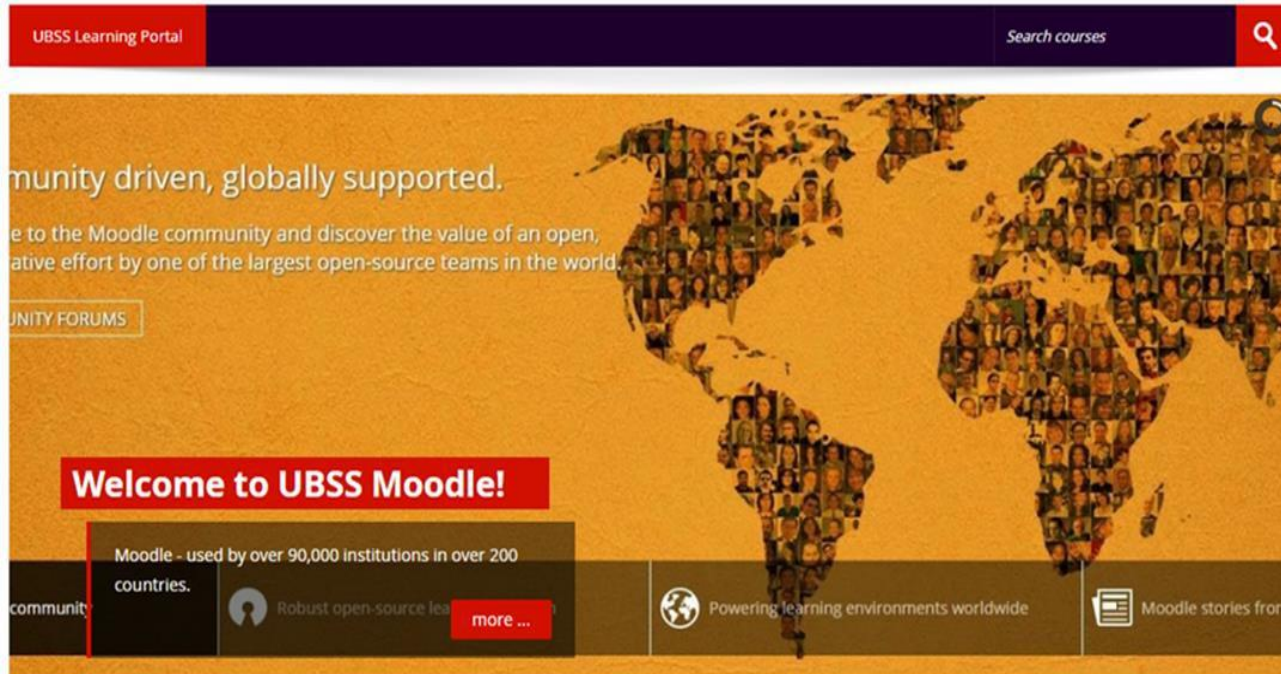 UBSS Learning Portal
Search courses
munity driven, globally supported.
e to the Moodle community and discover the value of an open,
ative effort by one of the largest open-source teams in the world.
UNITY FORUMS
Welcome to UBSS Moodle!
Moodle - used by over 90,000 institutions in over 200
countries.
more ...
community
Robust open-source
Powering learning environments worldwide
Moodle stories from